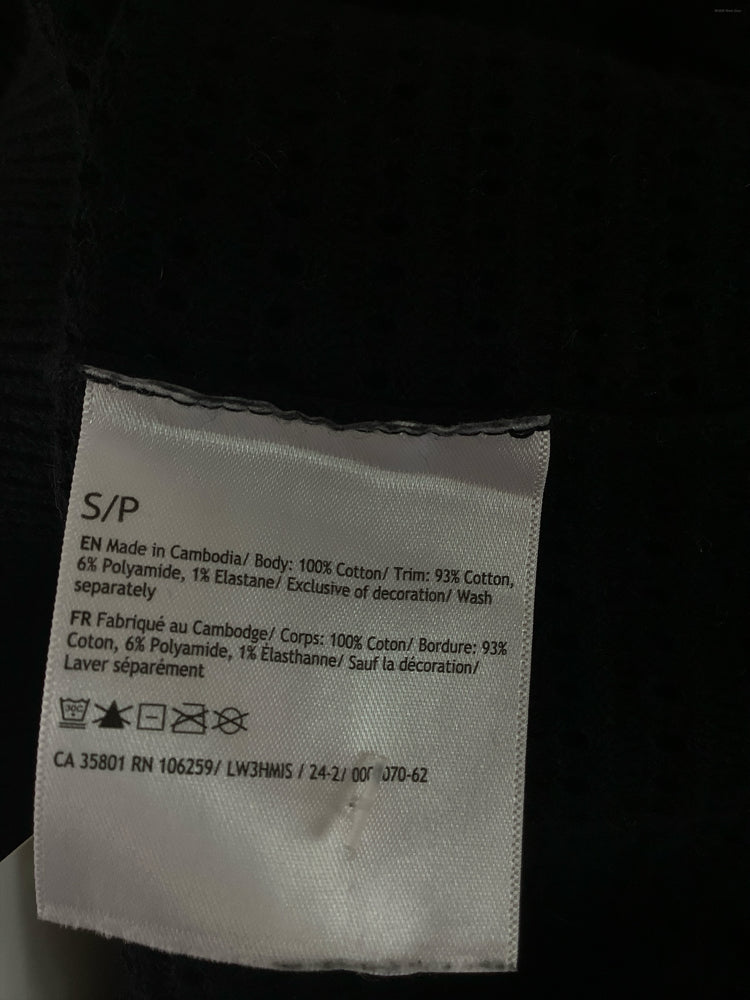 S/P
EN Made in Cambodia/ Body: 100% Cotton/ Trim: 93% Cotton,
6% Polyamide, 1% Elastane/ Exclusive of decoration/ Wash
separately
FR Fabriqué au Cambodge/ Corps: 100% Coton/ Bordure: 93%
Coton, 6% Polyamide, 1% Élasthanne/ Sauf la décoration/
Laver séparément
30C
CA 35801 RN 106259/ LW3HMIS / 24-2/